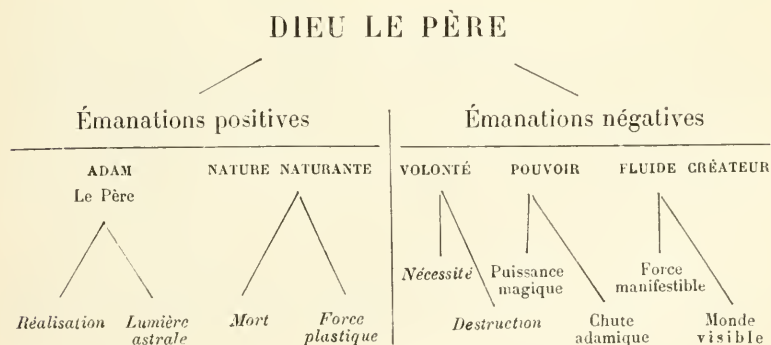 DIEU LE PÈRE
Émanations positives
Émanations négatives
ADAM
Le Père
NATURE NATURANTE
VOLONTÉ
POUVOIR
FLUIDE CRÉATEUR
Réalisation
Lumière
astrale
Mort
Force
plastique
Nécessité
Destruction
Puissance
magique
Chute
adamique
Force
manifestible
Monde
visible